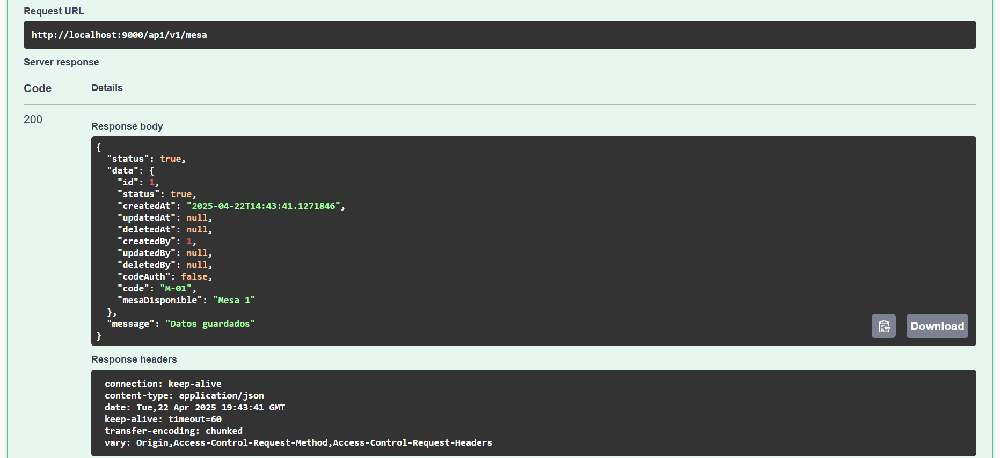 Request URL
http://localhost:9000/api/v1/mesa
Server response
Code Details
200
Response body
{
  "status": true,
  "data": {
    "id": 1,
    "status": true,
    "createdAt": "2025-04-22T14:43:41.1271846",
    "updatedAt": null,
    "deletedAt": null,
    "createdBy": 1,
    "updatedBy": null,
    "deletedBy": null,
    "codeAuth": false,
    "code": "M-01",
    "mesaDisponible": "Mesa 1"
  },
  "message": "Datos guardados"
}
Download
Response headers
connection: keep-alive
content-type: application/json
date: Tue,22 Apr 2025 19:43:41 GMT
keep-alive: timeout=60
transfer-encoding: chunked
vary: Origin,Access-Control-Request-Method,Access-Control-Request-Headers